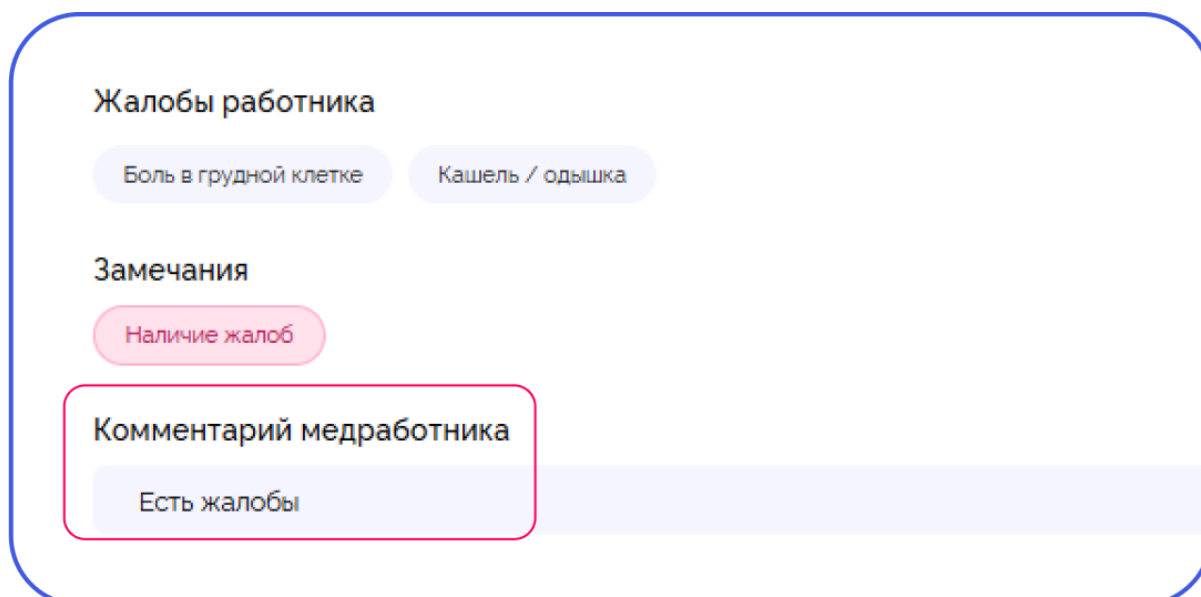 Жалобы работника
Боль в грудной клетке Кашель / одышка
Замечания
Наличие жалоб
Комментарий медработника
Есть жалобы